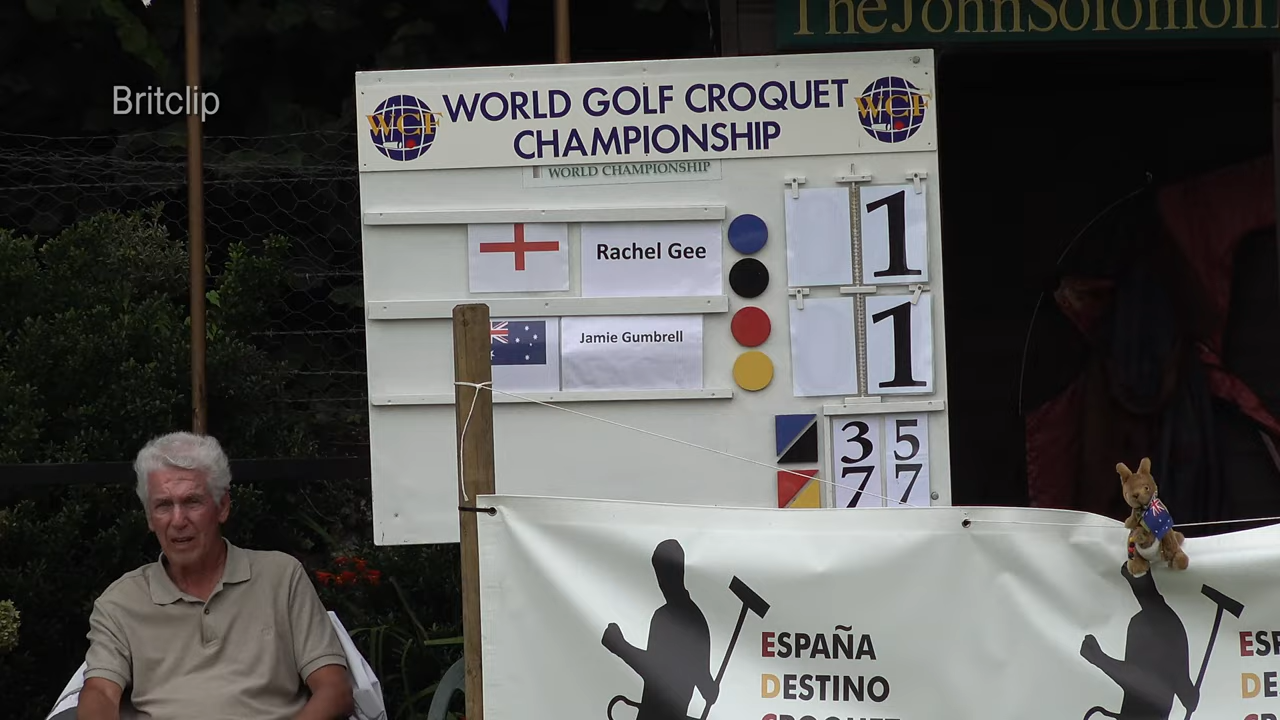 TheJohnSolomon
Britclip
WCF WORLD GOLF CROQUET WCF
CHAMPIONSHIP
WORLD CHAMPIONSHIP
Rachel Gee 1
Jamie Gumbrell 1
3 5
7 7
ESPAÑA
DESTINO
CROQUET
ESP
DE